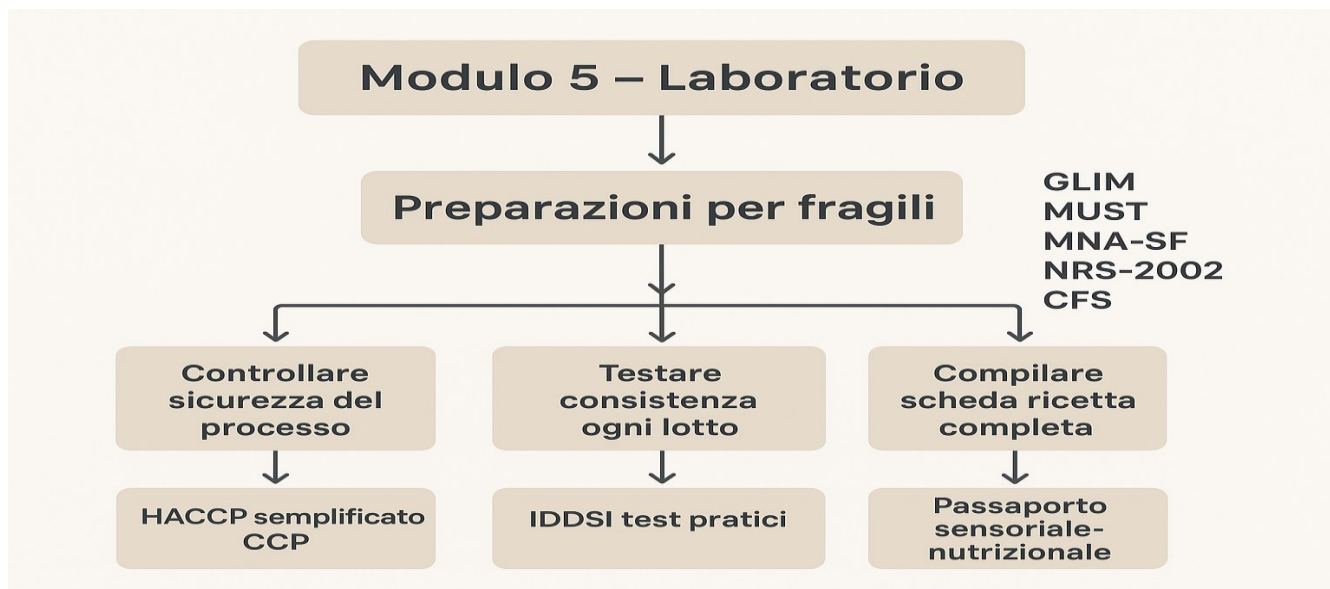 Modulo 5 – Laboratorio
Preparazioni per fragili
GLIM
MUST
MNA-SF
NRS-2002
CFS
Controllare
sicurezza del
processo
Testare
consistenza
ogni lotto
Compilare
scheda ricetta
completa
HACCP semplificato
CCP
IDDSI test pratici
Passaporto
sensoriale-
nutrizionale